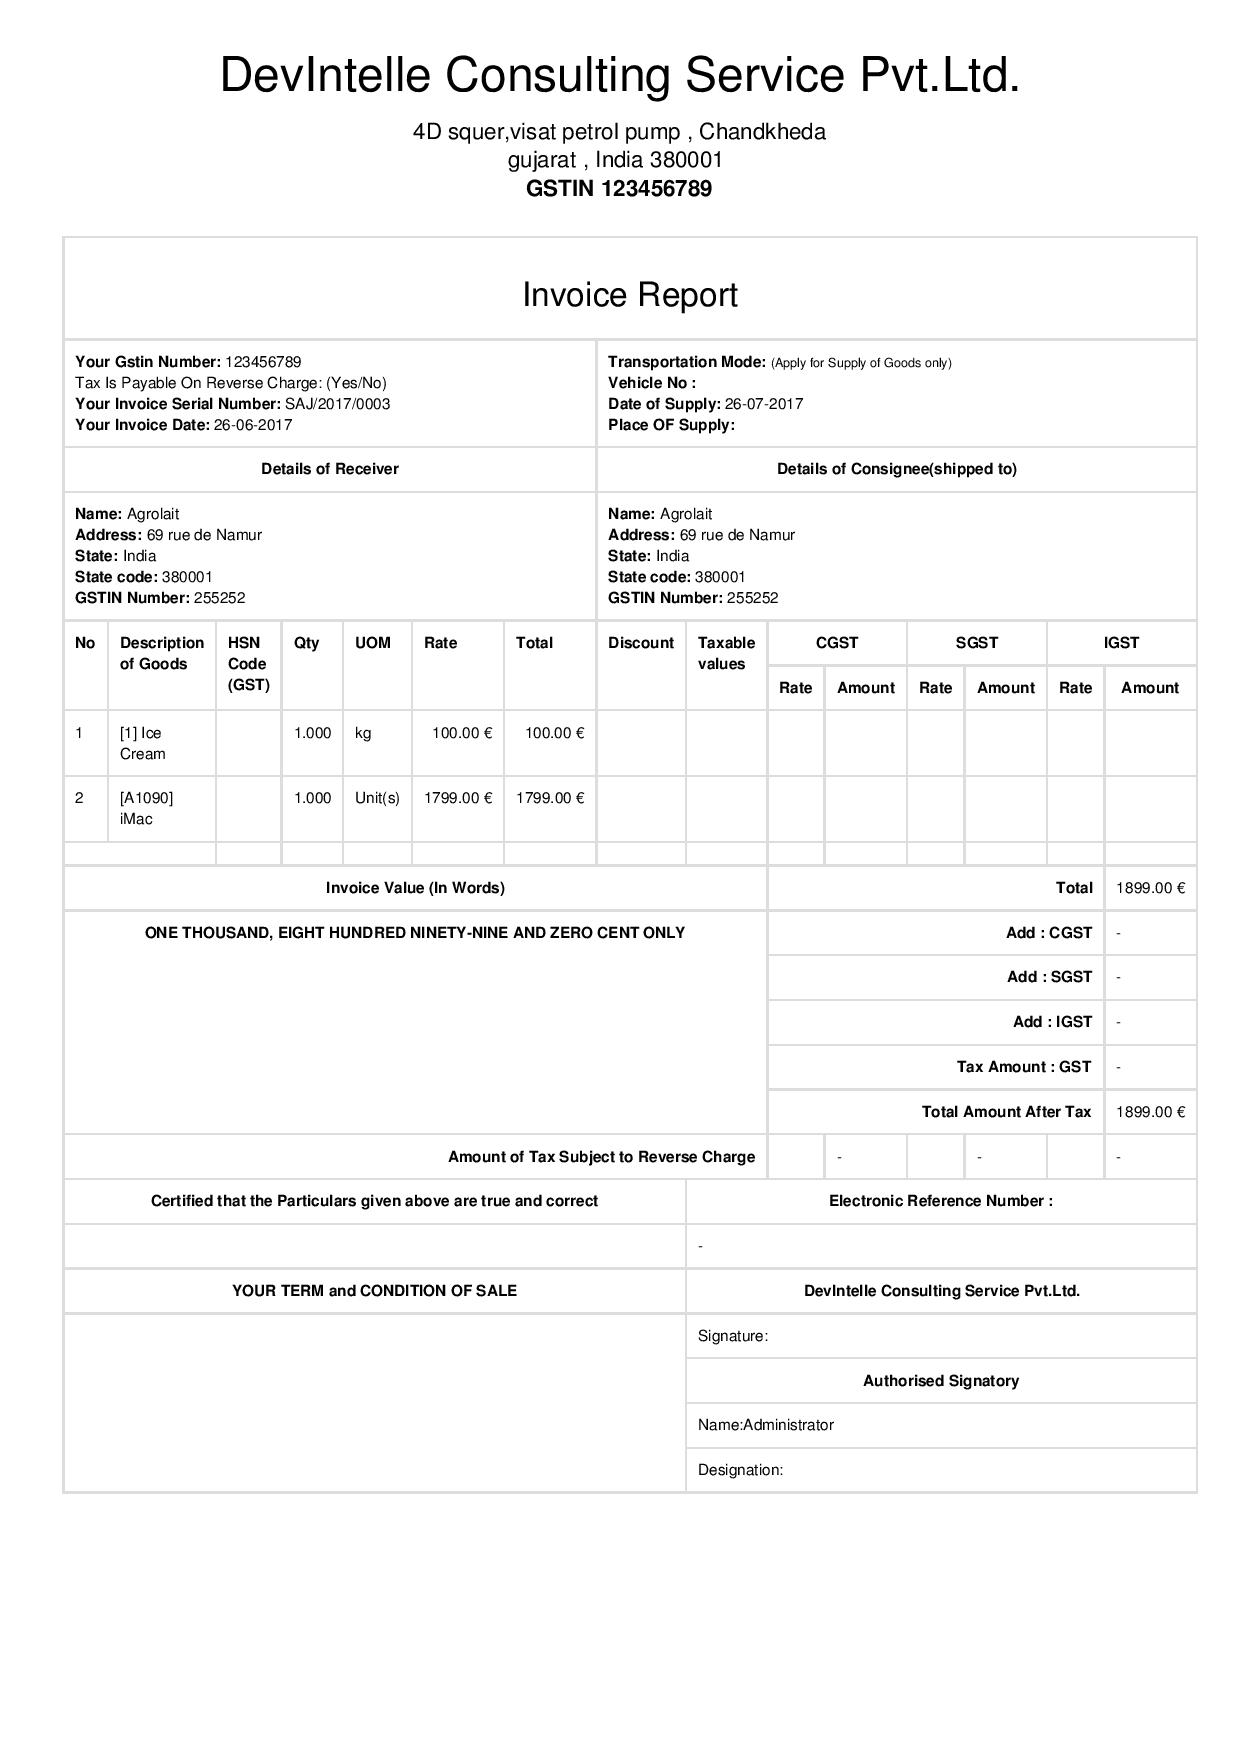 DevIntelle Consulting Service Pvt.Ltd.
4D squer,visat petrol pump , Chandkheda
gujarat , India 380001
GSTIN 123456789
Invoice Report
Your Gstin Number: 123456789
Tax Is Payable On Reverse Charge: (Yes/No)
Your Invoice Serial Number: SAJ/2017/0003
Your Invoice Date: 26-06-2017
Transportation Mode: (Apply for Supply of Goods only)
Vehicle No :
Date of Supply: 26-07-2017
Place OF Supply:
Details of Receiver
Details of Consignee(shipped to)
Name: Agrolait
Address: 69 rue de Namur
State: India
State code: 380001
GSTIN Number: 255252
Name: Agrolait
Address: 69 rue de Namur
State: India
State code: 380001
GSTIN Number: 255252
No Description HSN Qty UOM Rate Total Discount Taxable CGST SGST IGST
of Goods Code values
(GST) Rate Amount Rate Amount Rate Amount
1 [1] Ice 1.000 kg 100.00 € 100.00 €
Cream
2 [A1090] 1.000 Unit(s) 1799.00 € 1799.00 €
iMac
Invoice Value (In Words) Total 1899.00 €
ONE THOUSAND, EIGHT HUNDRED NINETY-NINE AND ZERO CENT ONLY Add : CGST -
Add : SGST -
Add : IGST -
Tax Amount : GST -
Total Amount After Tax 1899.00 €
Amount of Tax Subject to Reverse Charge - - -
Certified that the Particulars given above are true and correct Electronic Reference Number :
-
YOUR TERM and CONDITION OF SALE DevIntelle Consulting Service Pvt.Ltd.
Signature:
Authorised Signatory
Name:Administrator
Designation: